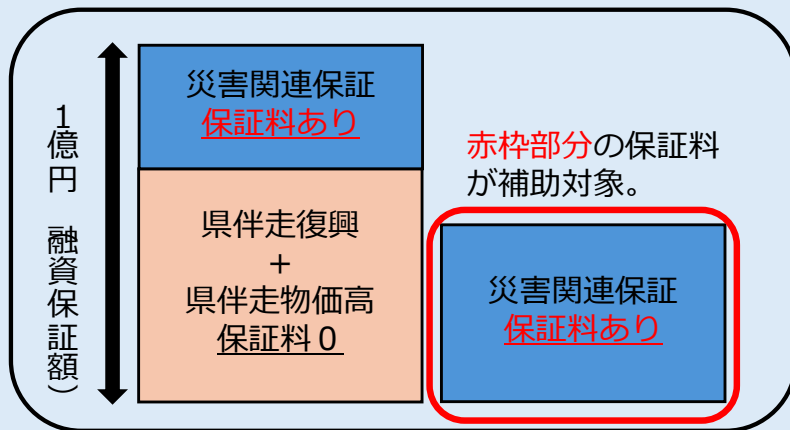 1億円　融資保証額）
災害関連保証
保証料あり
県伴走復興
+
県伴走物価高
保証料０
赤枠部分の保証料
が補助対象。
災害関連保証
保証料あり